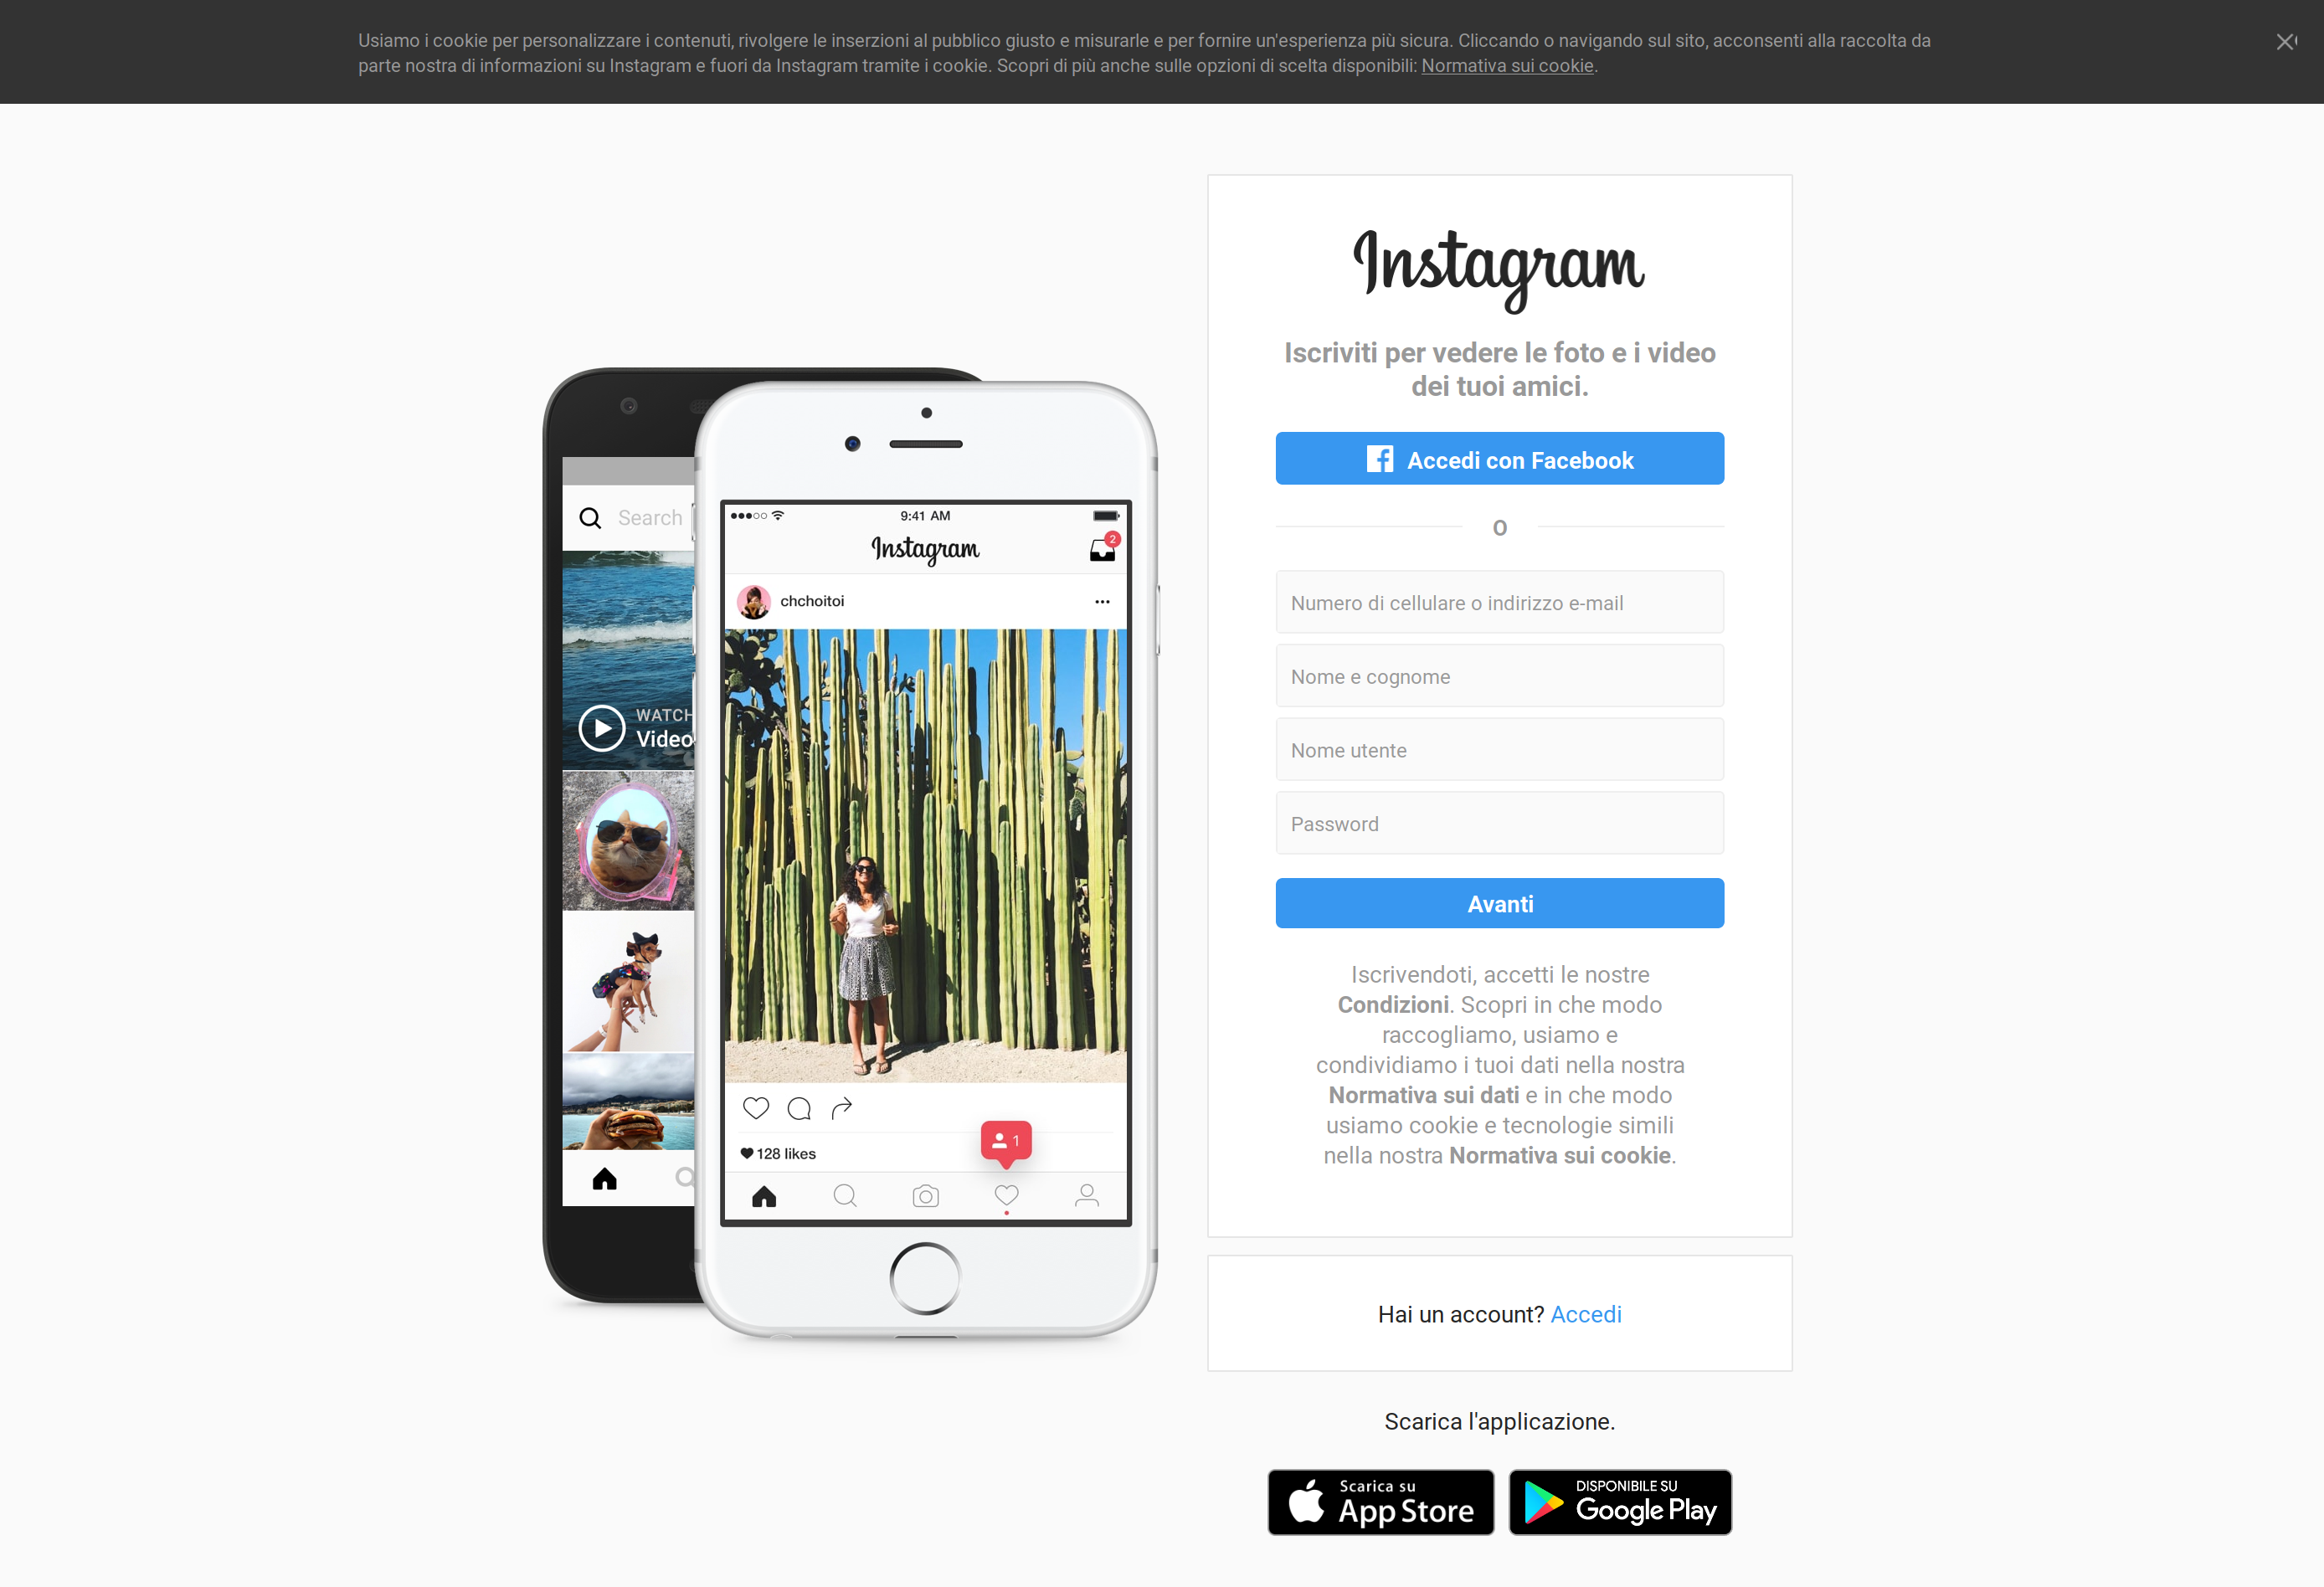 Usiamo i cookie per personalizzare i contenuti, rivolgere le inserzioni al pubblico giusto e misurarle e per fornire un'esperienza più sicura. Cliccando o navigando sul sito, acconsenti alla raccolta da
parte nostra di informazioni su Instagram e fuori da Instagram tramite i cookie. Scopri di più anche sulle opzioni di scelta disponibili: Normativa sui cookie.
Search
WATCH
Video
9:41 AM
Instagram
2
chchoitoi
1
128 likes
Instagram
Iscriviti per vedere le foto e i video
dei tuoi amici.
Accedi con Facebook
O
Numero di cellulare o indirizzo e-mail
Nome e cognome
Nome utente
Password
Avanti
Iscrivendoti, accetti le nostre
Condizioni. Scopri in che modo
raccogliamo, usiamo e
condividiamo i tuoi dati nella nostra
Normativa sui dati e in che modo
usiamo cookie e tecnologie simili
nella nostra Normativa sui cookie.
Hai un account? Accedi
Scarica l'applicazione.
Scarica su
App Store
DISPONIBILE SU
Google Play